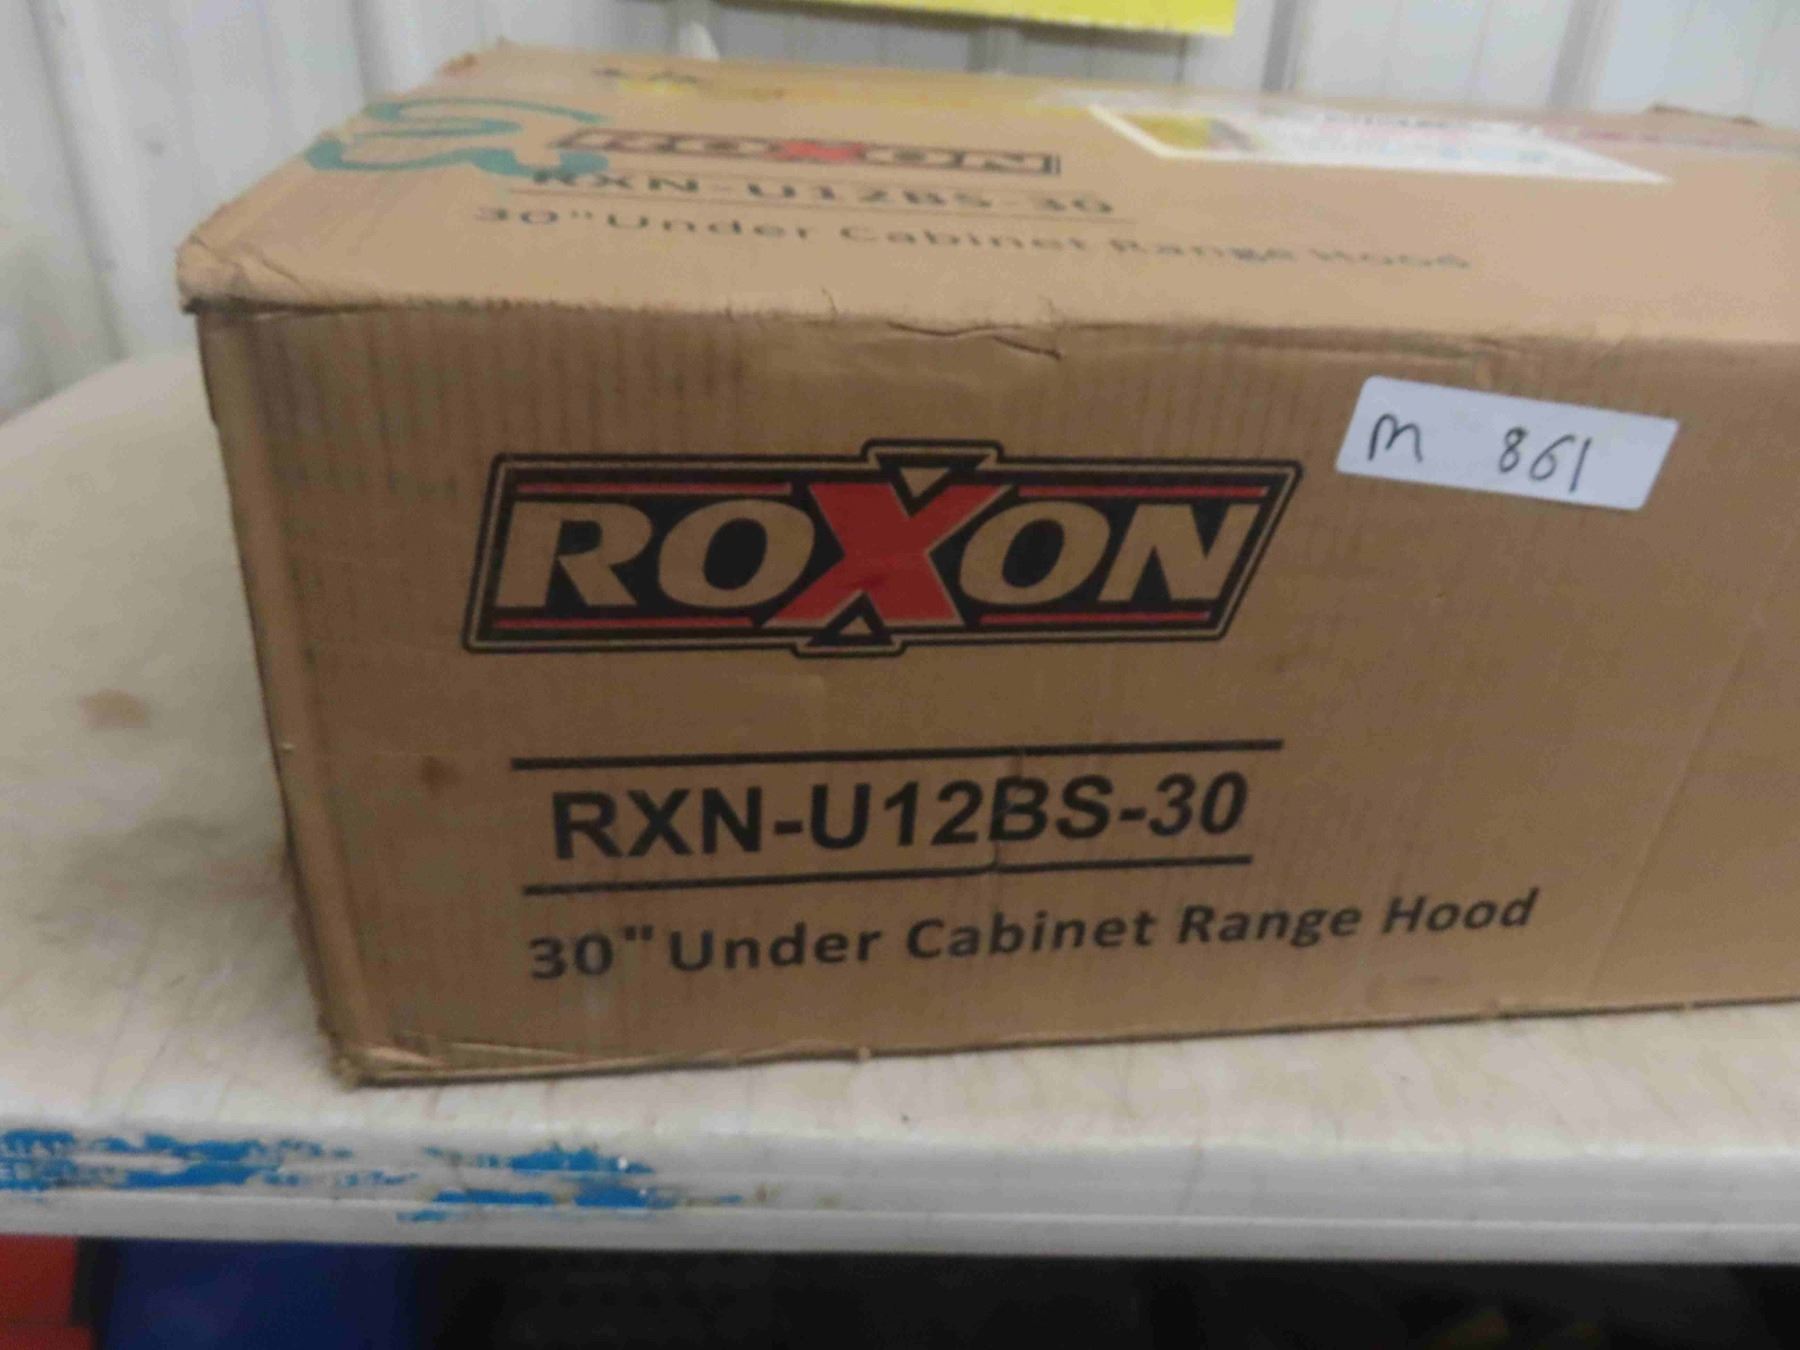 ROXON
RXN-U12BS-30
30" Under Cabinet Range Hood
M 861
ROXON
RXN-U12BS-30
30" Under Cabinet Range Hood